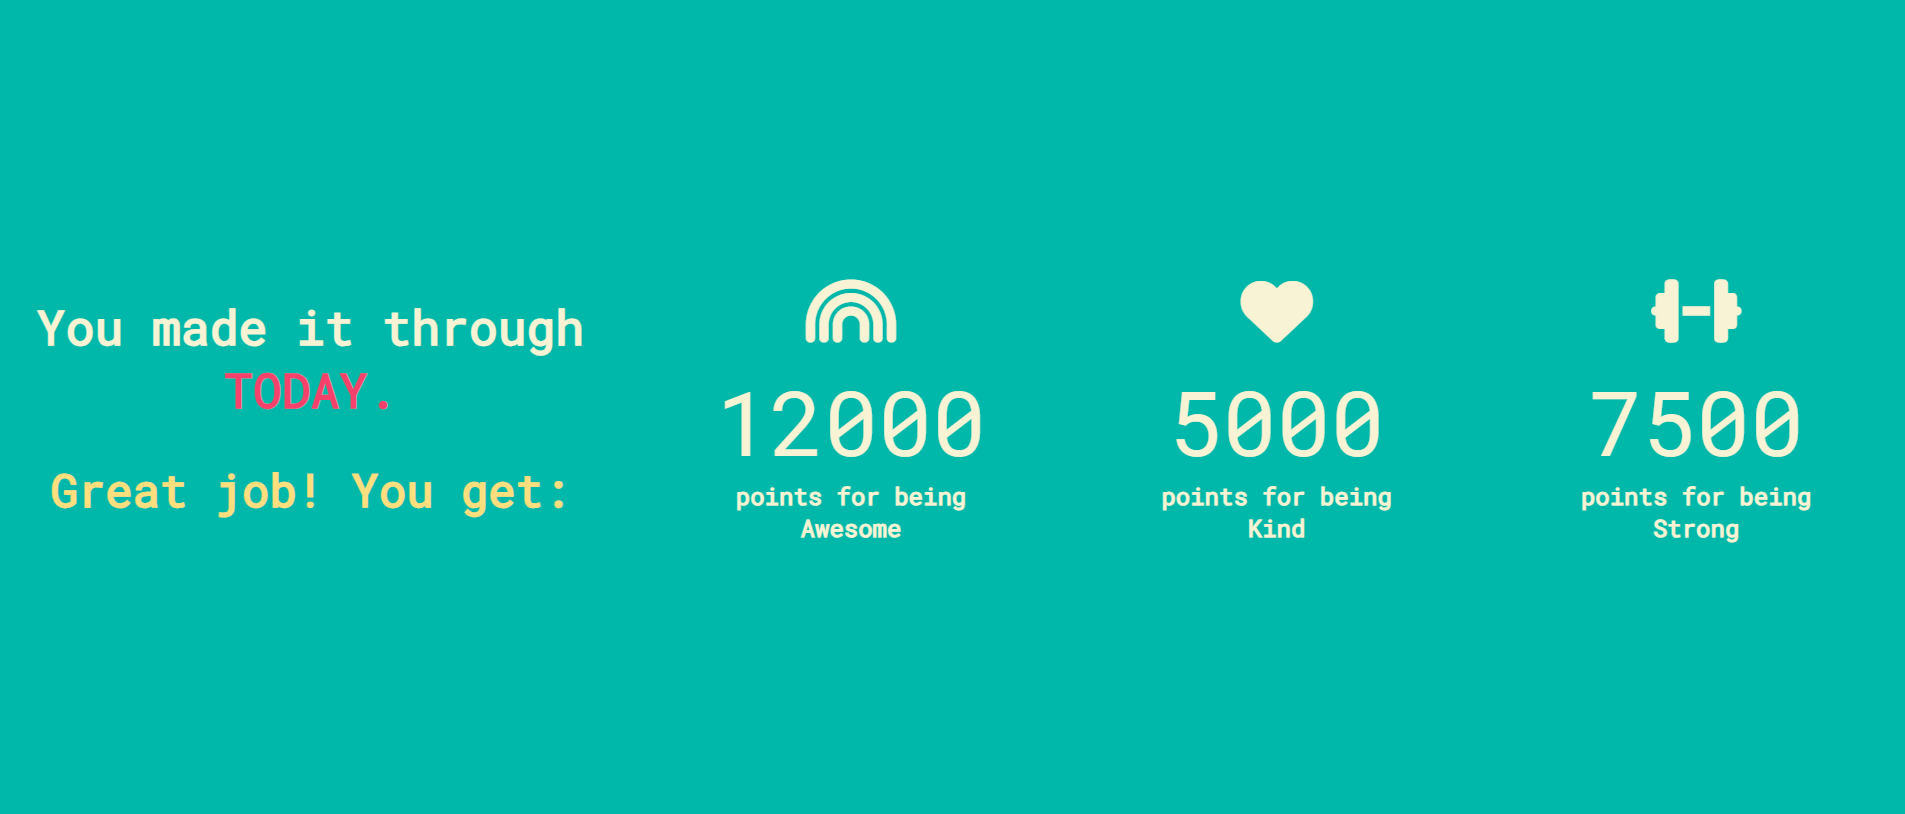 You made it through
TODAY.
Great job! You get:
12000
points for being
Awesome
5000
points for being
Kind
7500
points for being
Strong